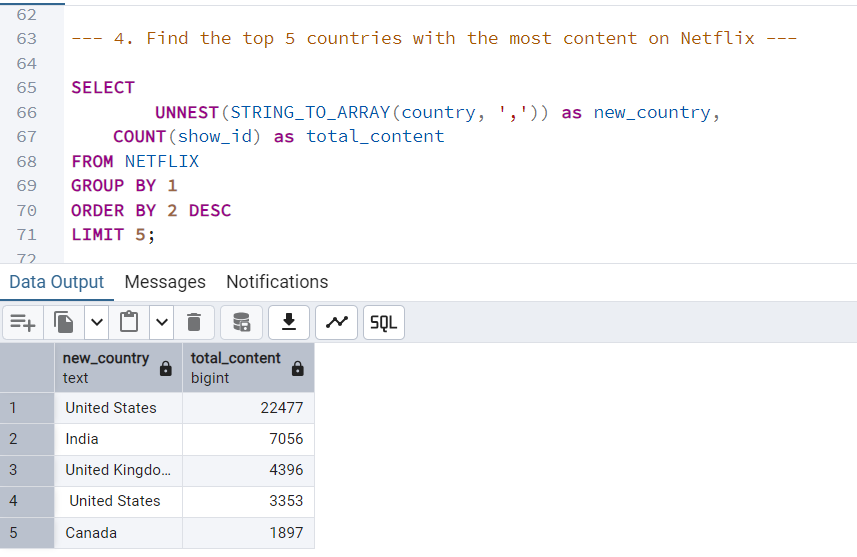 62
63 --- 4. Find the top 5 countries with the most content on Netflix ---
64
65 SELECT
66 UNNEST(STRING_TO_ARRAY(country, ',')) as new_country,
67 COUNT(show_id) as total_content
68 FROM NETFLIX
69 GROUP BY 1
70 ORDER BY 2 DESC
71 LIMIT 5;
72
Data Output Messages Notifications
SQL
new_country total_content
text bigint
1 United States 22477
2 India 7056
3 United Kingdo... 4396
4 United States 3353
5 Canada 1897